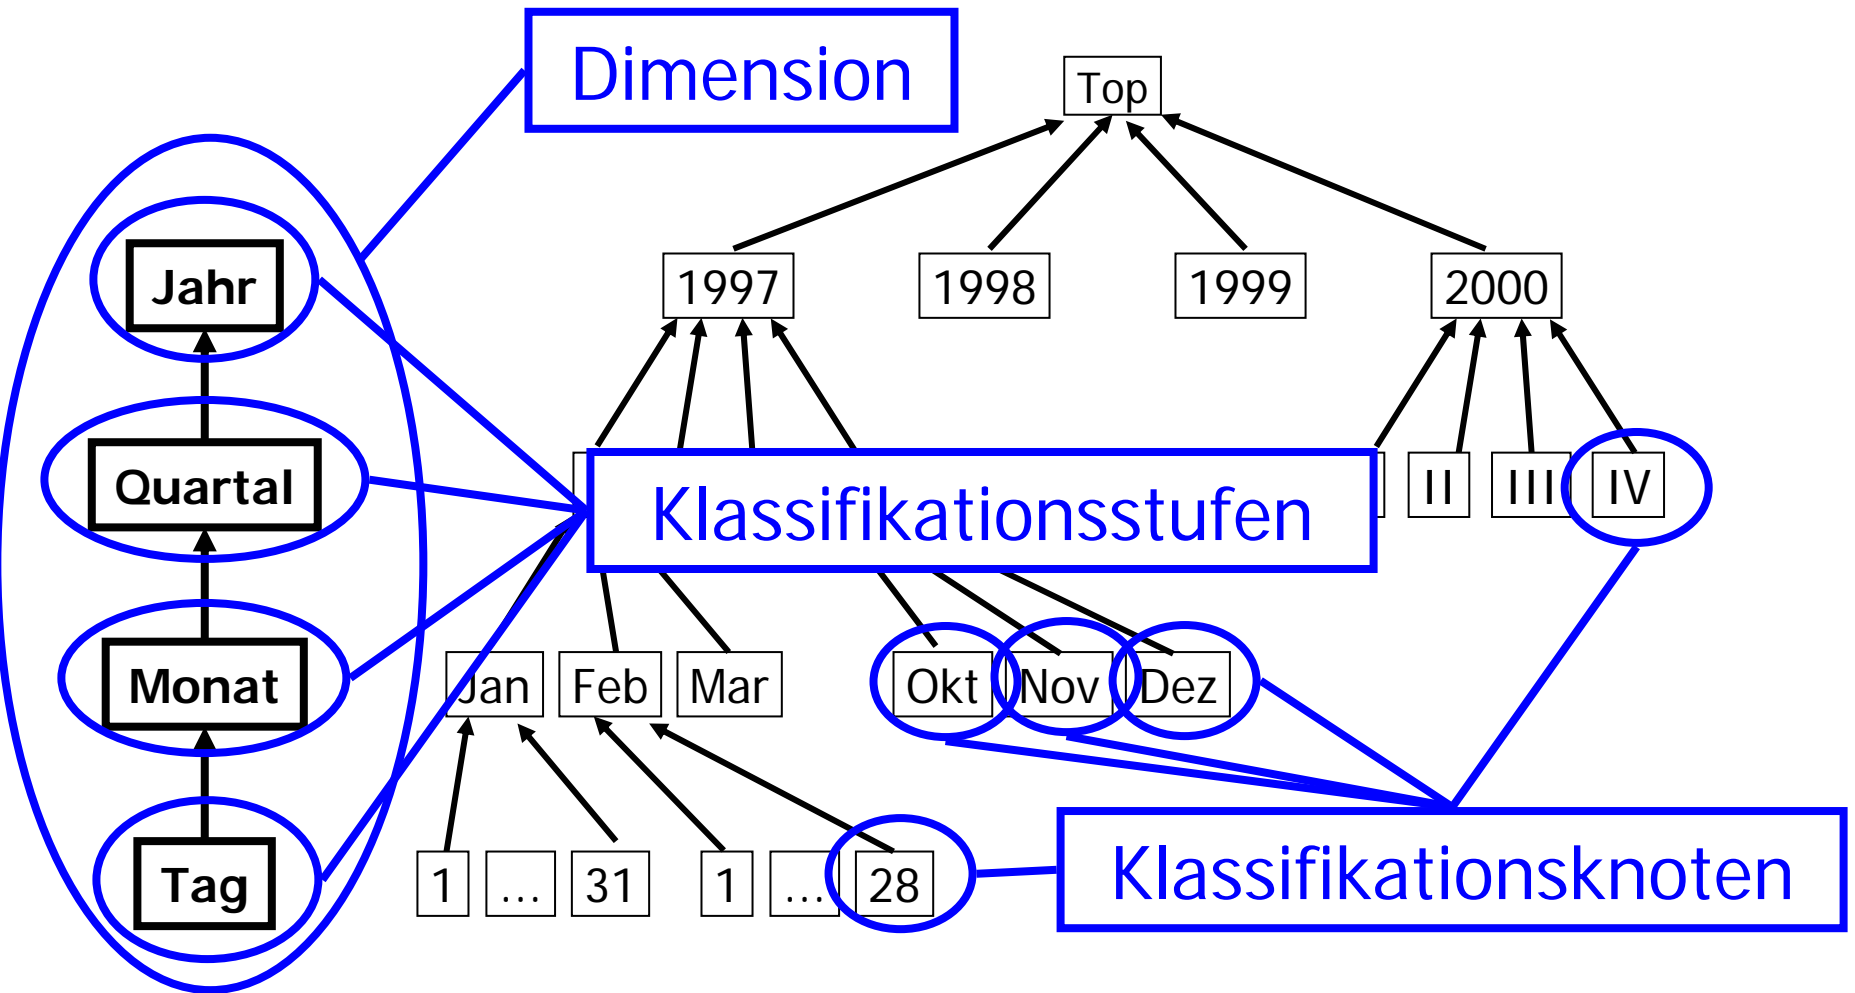 Dimension
Top
Jahr
1997
1998
1999
2000
Quartal
Klassifikationsstufen
II
III
IV
Monat
Jan
Feb
Mar
Okt
Nov
Dez
Tag
1
...
31
1
...
28
Klassifikationsknoten